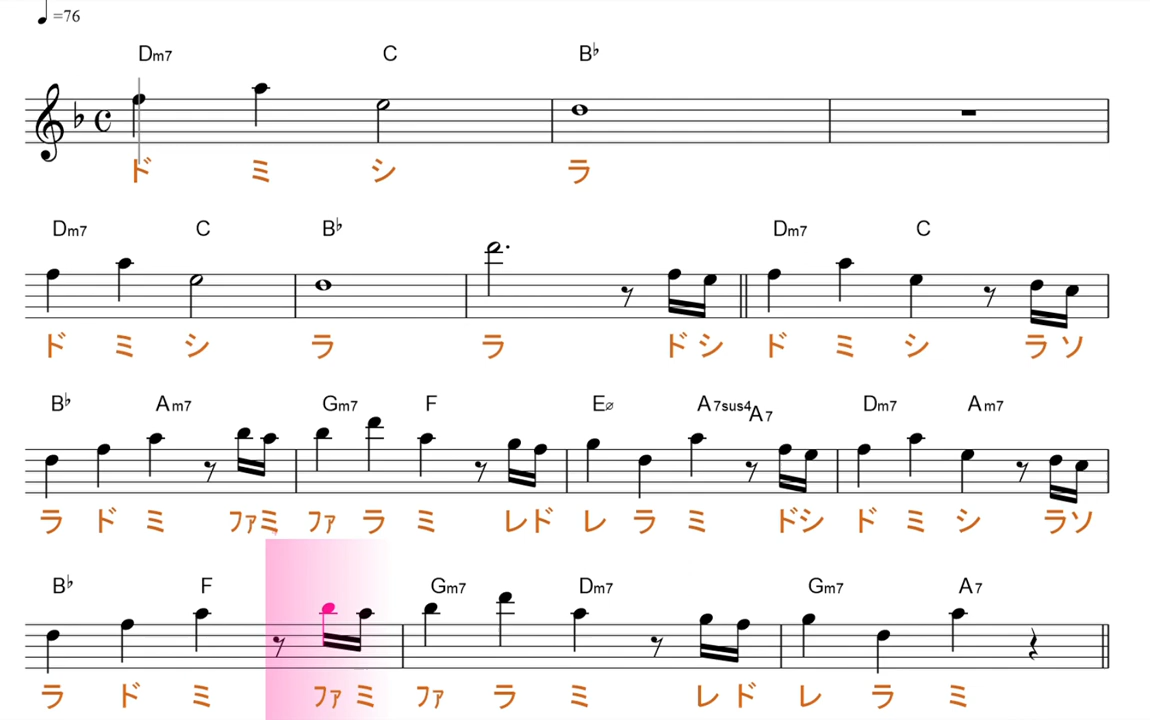 ♩=76
Dm7 C B♭
ド ミ シ ラ
Dm7 C B♭ Dm7 C
ド ミ シ ラ ラ ド シ ド ミ シ ラ ソ
B♭ Am7 Gm7 F E∅ A7sus4 A7 Dm7 Am7
ラ ド ミ ファ ミ ファ ラ ミ レ ド レ ラ ミ ド シ ド ミ シ ラ ソ
B♭ F Gm7 Dm7 Gm7 A7
ラ ド ミ ファ ミ ファ ラ ミ レ ド レ ラ ミ